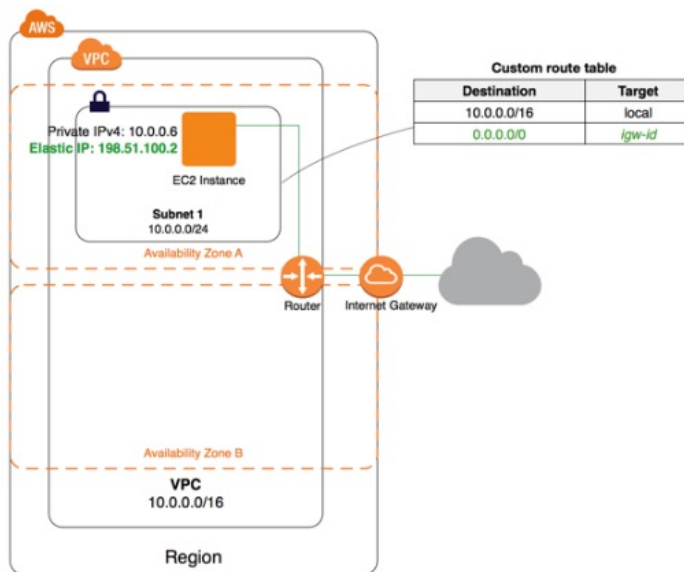 AWS
VPC
Custom route table
Destination Target
10.0.0.0/16 local
0.0.0.0/0 igw-id
Private IPv4: 10.0.0.6
Elastic IP: 198.51.100.2
EC2 Instance
Subnet 1
10.0.0.0/24
Availability Zone A
Router
Internet Gateway
Availability Zone B
VPC
10.0.0.0/16
Region